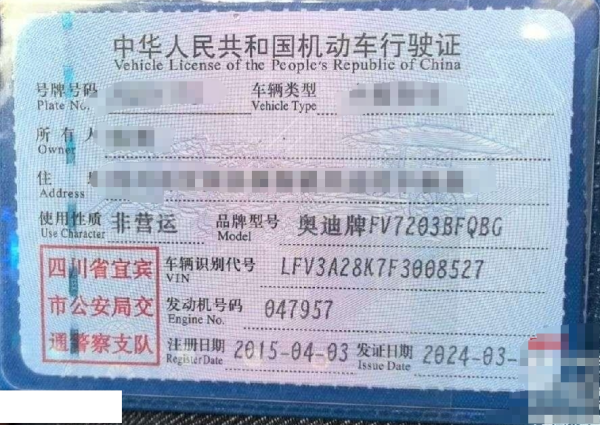 中华人民共和国机动车行驶证
Vehicle License of the People's Republic of China
号牌号码 车辆类型
Plate No. Vehicle Type
所有人
Owner
住
Address
使用性质 非营运 品牌型号 奥迪牌FV7203BFQBG
Use Character Model
四川省宜宾 车辆识别代号 LFV3A28K7F3008527
VIN
市公安局交 发动机号码 047957
Engine No.
通警察支队 注册日期 2015-04-03 发证日期 2024-03-
Register Date Issue Date